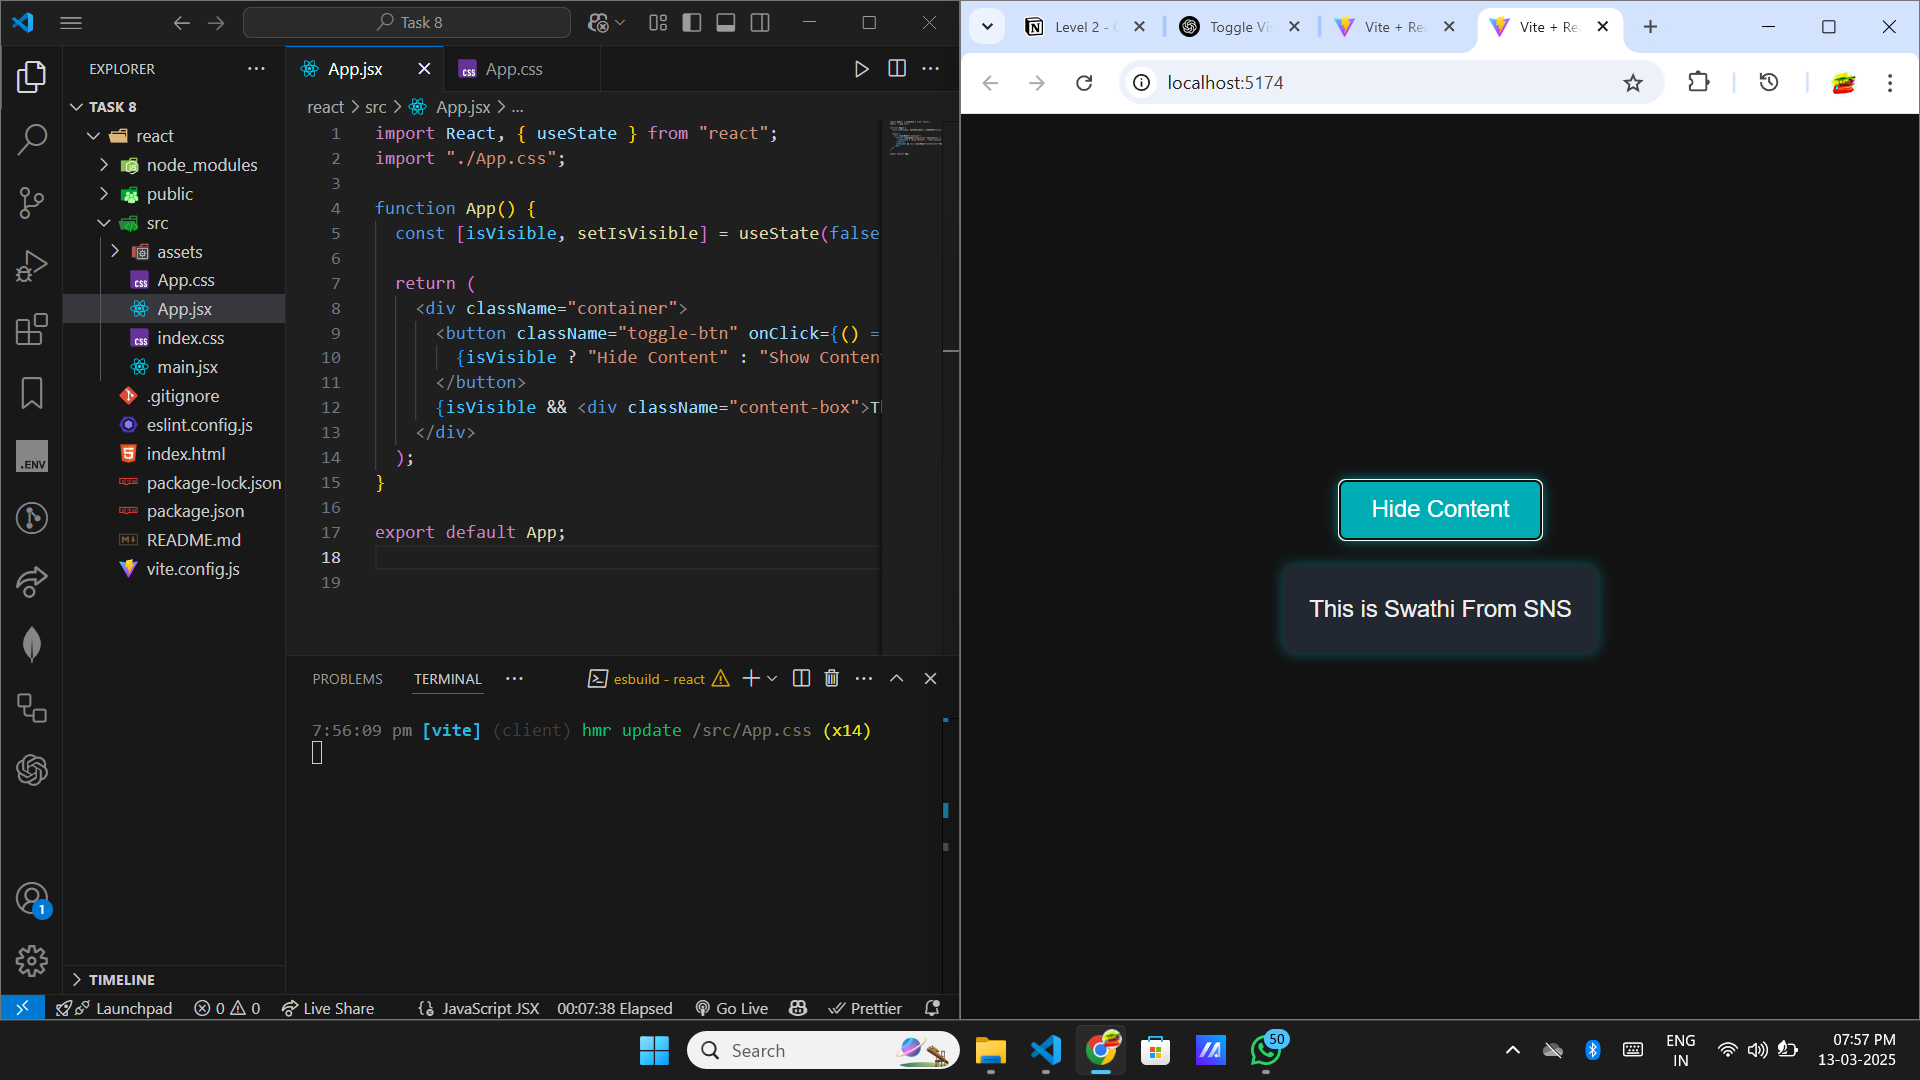 Task 8
EXPLORER
TASK 8
react
node_modules
public
src
assets
App.css
App.jsx
index.css
main.jsx
.gitignore
eslint.config.js
index.html
package-lock.json
package.json
README.md
vite.config.js
TIMELINE
.ENV
1
App.jsx
App.css
react > src > App.jsx > ...
1 import React, { useState } from "react";
2 import "./App.css";
3
4 function App() {
5 const [isVisible, setIsVisible] = useState(false
6
7 return (
8 <div className="container">
9 <button className="toggle-btn" onClick={() =
10 {isVisible ? "Hide Content" : "Show Conten
11 </button>
12 {isVisible && <div className="content-box">T
13 </div>
14 );
15 }
16
17 export default App;
18
19
PROBLEMS TERMINAL
esbuild - react
7:56:09 pm [vite] (client) hmr update /src/App.css (x14)
Launchpad 0 0 Live Share JavaScript JSX 00:07:38 Elapsed Go Live Prettier
Level 2 -
Toggle Vi
Vite + Re
Vite + Re
localhost:5174
Hide Content
This is Swathi From SNS
Search
50
ENG
IN
07:57 PM
13-03-2025